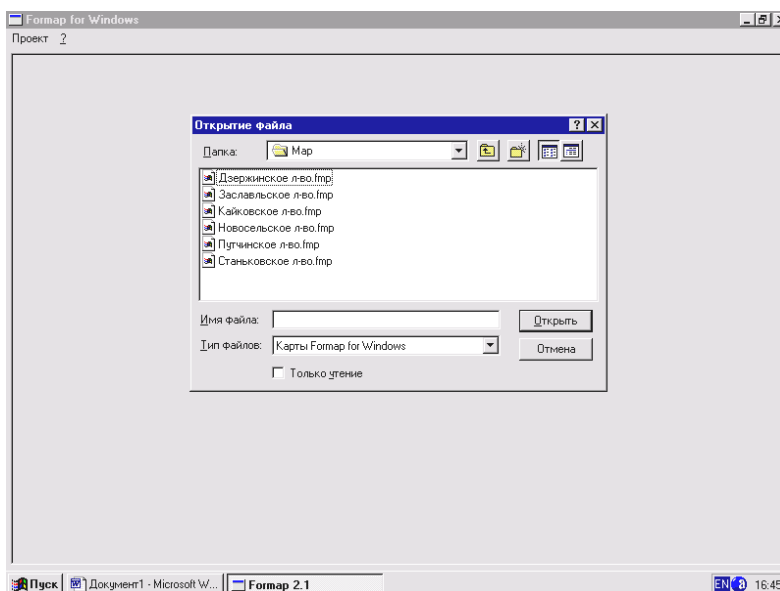 Formap for Windows
Проект ?
Открытие файла
Папка: Map
Дзержинское л-во.fmp
Заславльское л-во.fmp
Кайковское л-во.fmp
Новосельское л-во.fmp
Путчинское л-во.fmp
Станьковское л-во.fmp
Имя файла: Открыть
Тип файлов: Карты Formap for Windows Отмена
Только чтение
Пуск Документ1 - Microsoft W... Formap 2.1 EN 16:45